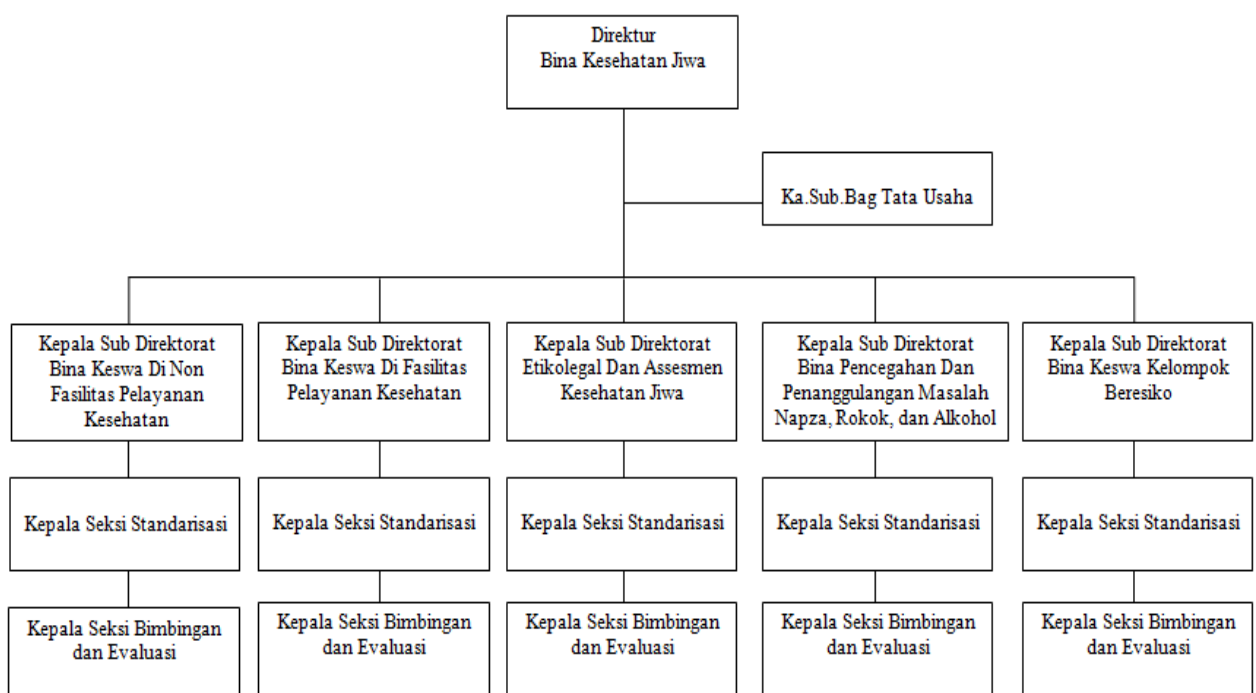 Direktur
Bina Kesehatan Jiwa
Ka.Sub.Bag Tata Usaha
Kepala Sub Direktorat
Bina Keswa Di Non
Fasilitas Pelayanan
Kesehatan
Kepala Sub Direktorat
Bina Keswa Di Fasilitas
Pelayanan Kesehatan
Kepala Sub Direktorat
Etikolegal Dan Assesmen
Kesehatan Jiwa
Kepala Sub Direktorat
Bina Pencegahan Dan
Penanggulangan Masalah
Napza, Rokok, dan Alkohol
Kepala Sub Direktorat
Bina Keswa Kelompok
Beresiko
Kepala Seksi Standarisasi
Kepala Seksi Standarisasi
Kepala Seksi Standarisasi
Kepala Seksi Standarisasi
Kepala Seksi Standarisasi
Kepala Seksi Bimbingan
dan Evaluasi
Kepala Seksi Bimbingan
dan Evaluasi
Kepala Seksi Bimbingan
dan Evaluasi
Kepala Seksi Bimbingan
dan Evaluasi
Kepala Seksi Bimbingan
dan Evaluasi